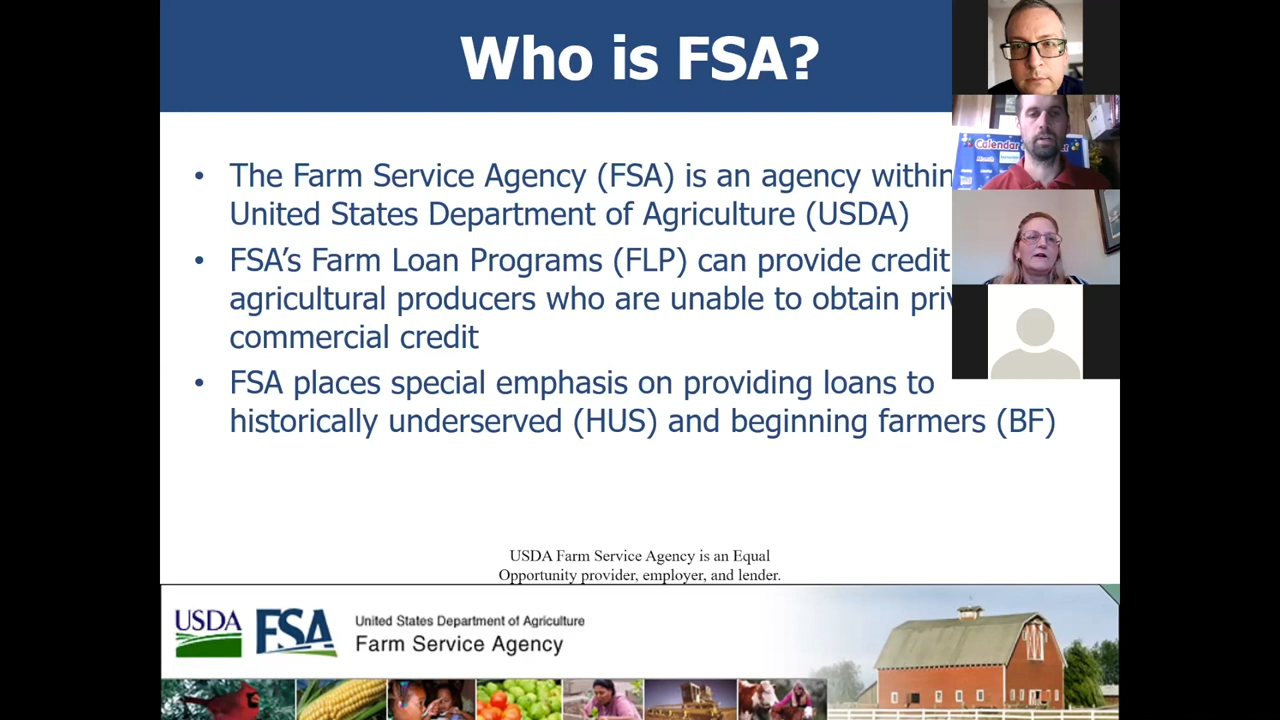 Who is FSA?
Calendar
• The Farm Service Agency (FSA) is an agency within
United States Department of Agriculture (USDA)
• FSA's Farm Loan Programs (FLP) can provide credit
agricultural producers who are unable to obtain
commercial credit
• FSA places special emphasis on providing loans to
historically underserved (HUS) and beginning farmers (BF)
USDA Farm Service Agency is an Equal
Opportunity provider, employer, and lender.
USDA
FSA
United States Department of Agriculture
Farm Service Agency